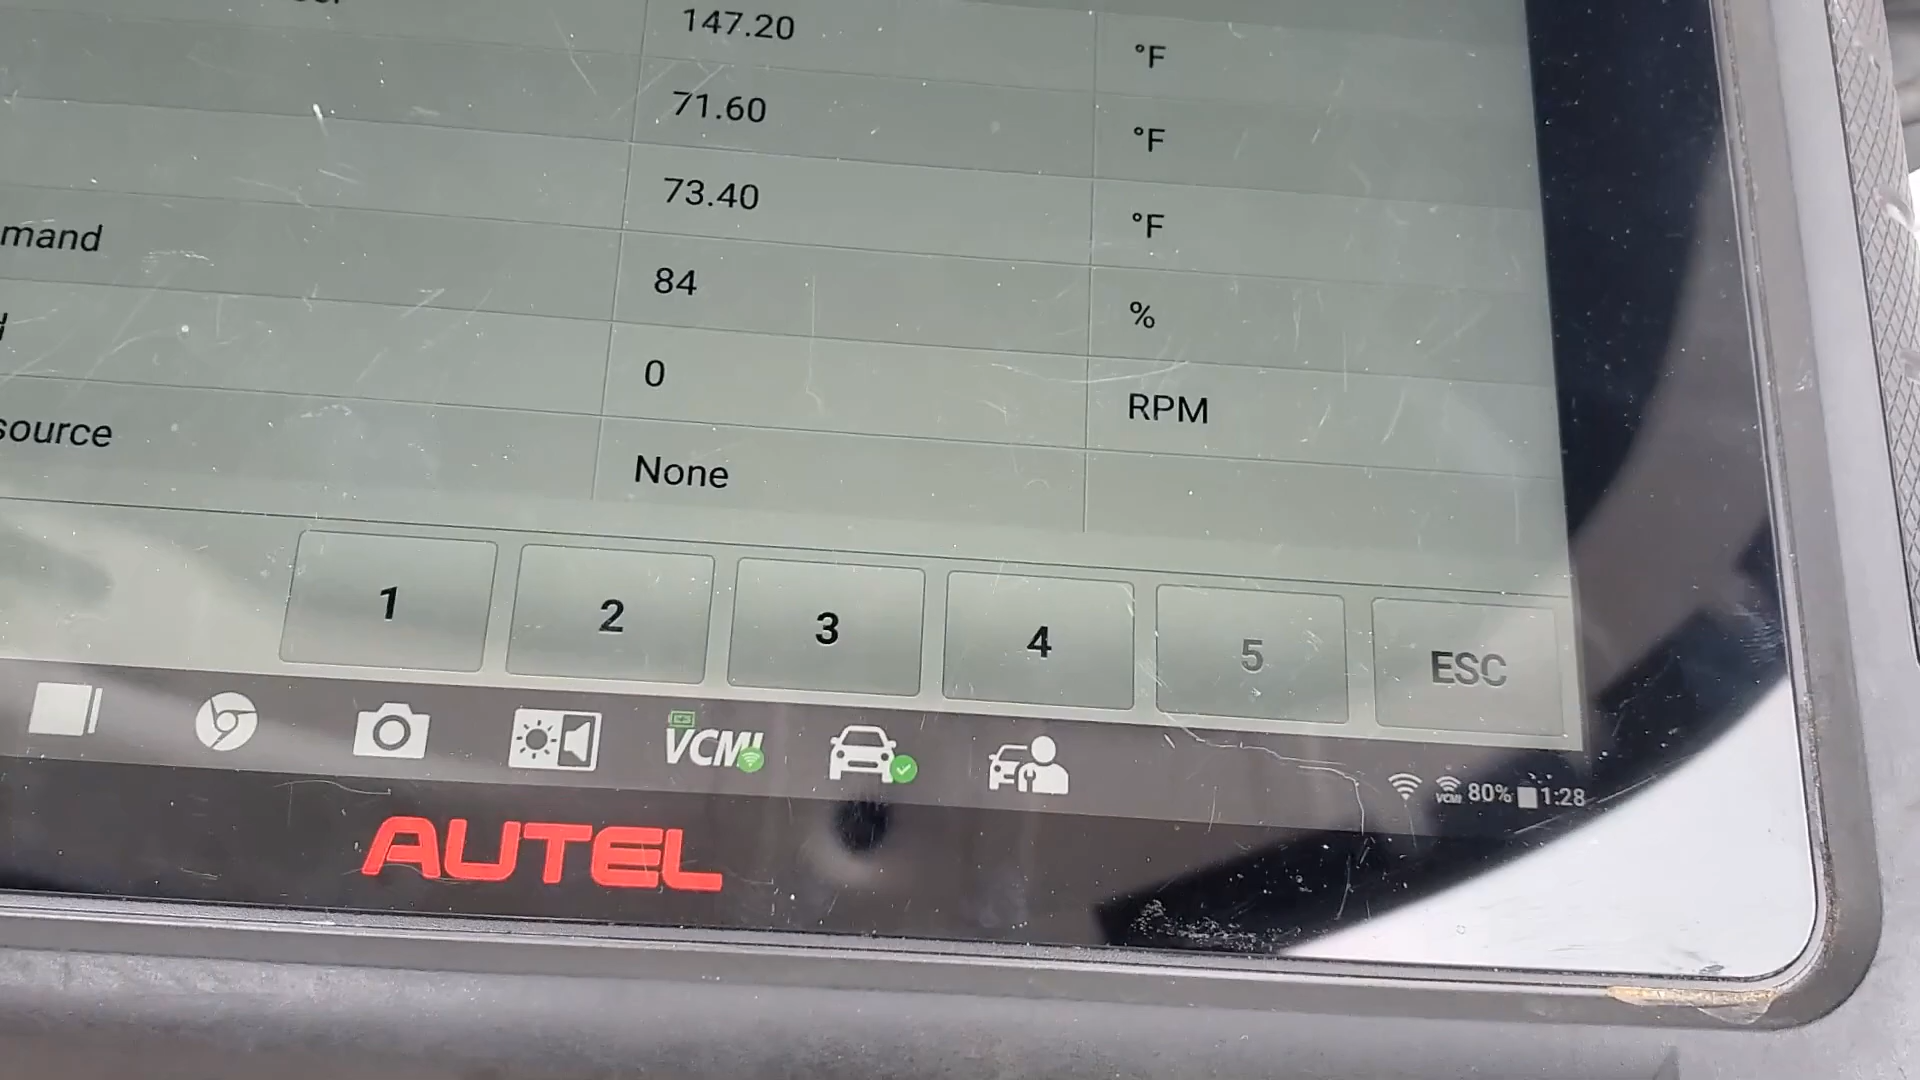 147.20 °F
71.60 °F
73.40 °F
mand 84 %
0 RPM
source None
1 2 3 4 5 ESC
VCMI
VCMI 80% 1:28
AUTEL